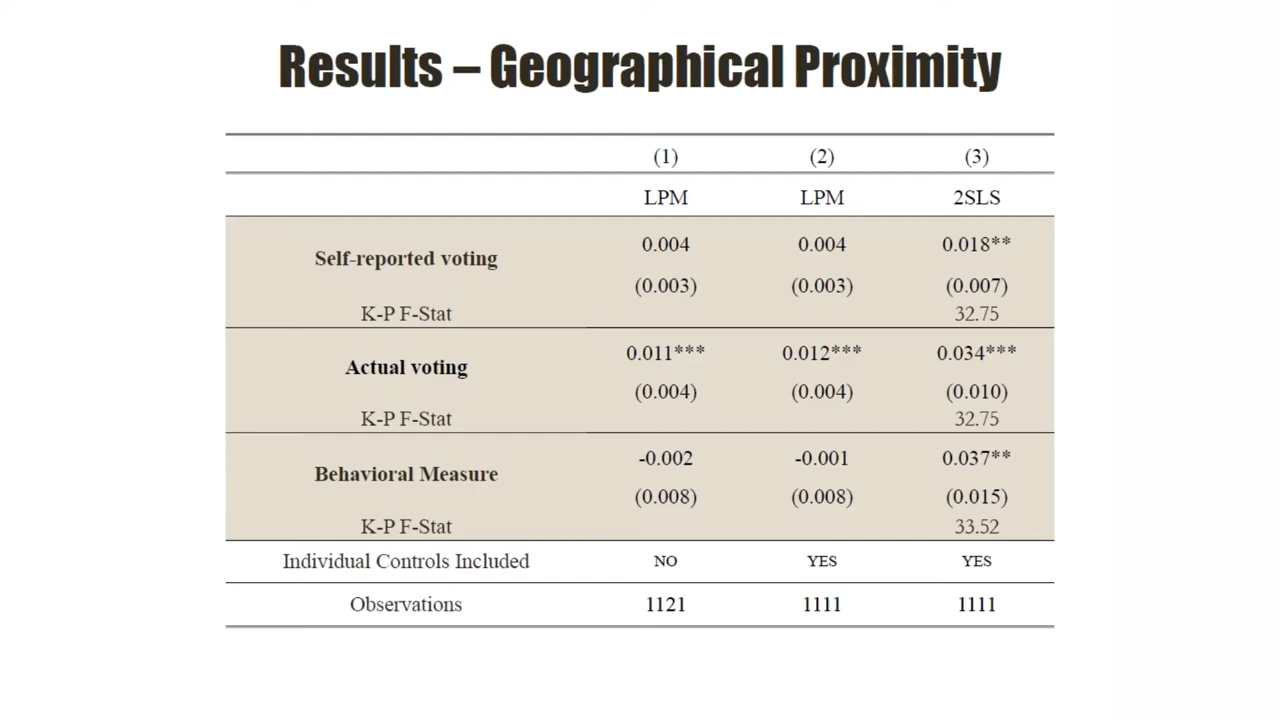 Results – Geographical Proximity
(1) (2) (3)
LPM LPM 2SLS
Self-reported voting 0.004 0.004 0.018**
(0.003) (0.003) (0.007)
K-P F-Stat 32.75
Actual voting 0.011*** 0.012*** 0.034***
(0.004) (0.004) (0.010)
K-P F-Stat 32.75
Behavioral Measure -0.002 -0.001 0.037**
(0.008) (0.008) (0.015)
K-P F-Stat 33.52
Individual Controls Included NO YES YES
Observations 1121 1111 1111